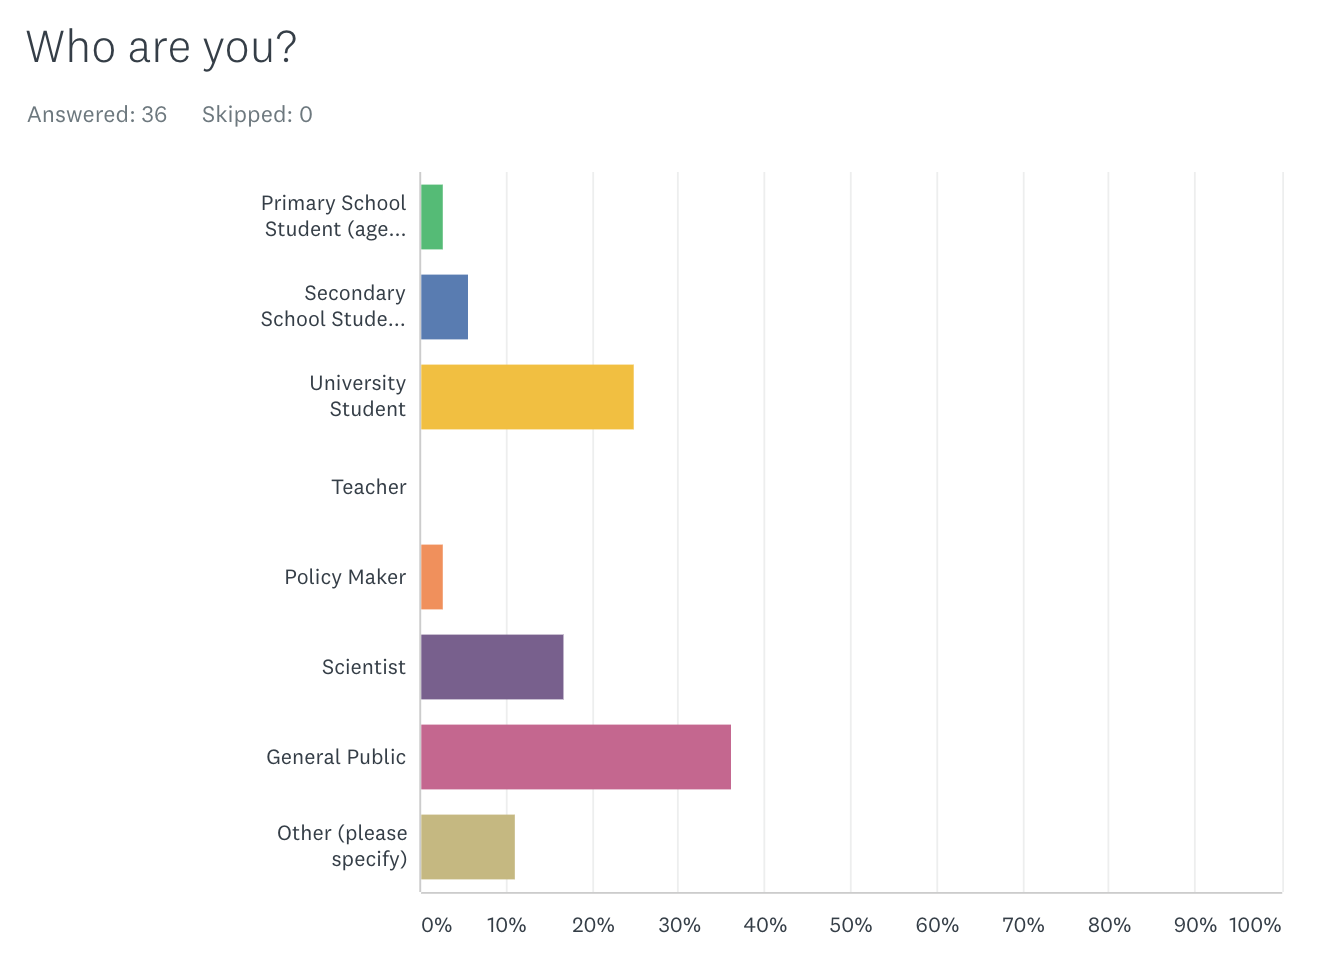 Who are you?
Answered: 36 Skipped: 0
Primary School
Student (age...
Secondary
School Stude...
University
Student
Teacher
Policy Maker
Scientist
General Public
Other (please
specify)
0% 10% 20% 30% 40% 50% 60% 70% 80% 90% 100%